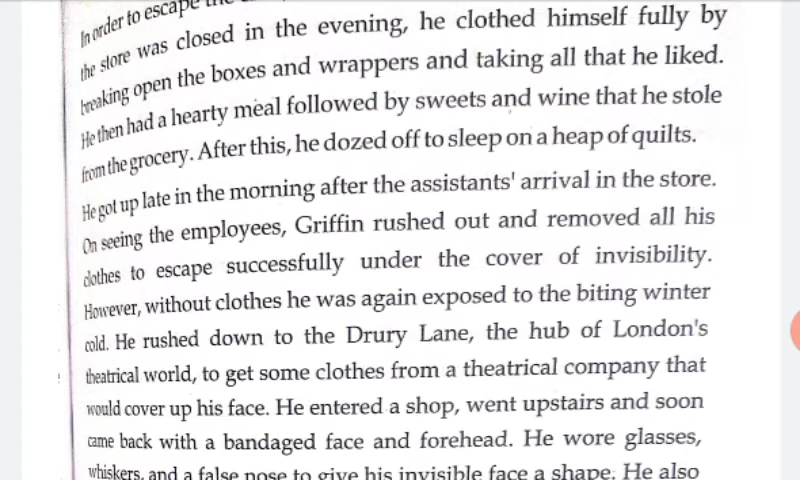 In order to escape the
the store was closed in the evening, he clothed himself fully by
breaking open the boxes and wrappers and taking all that he liked.
He then had a hearty meal followed by sweets and wine that he stole
from the grocery. After this, he dozed off to sleep on a heap of quilts.
He got up late in the morning after the assistants' arrival in the store.
On seeing the employees, Griffin rushed out and removed all his
clothes to escape successfully under the cover of invisibility.
However, without clothes he was again exposed to the biting winter
cold. He rushed down to the Drury Lane, the hub of London's
theatrical world, to get some clothes from a theatrical company that
would cover up his face. He entered a shop, went upstairs and soon
came back with a bandaged face and forehead. He wore glasses,
whiskers, and a false nose to give his invisible face a shape. He also